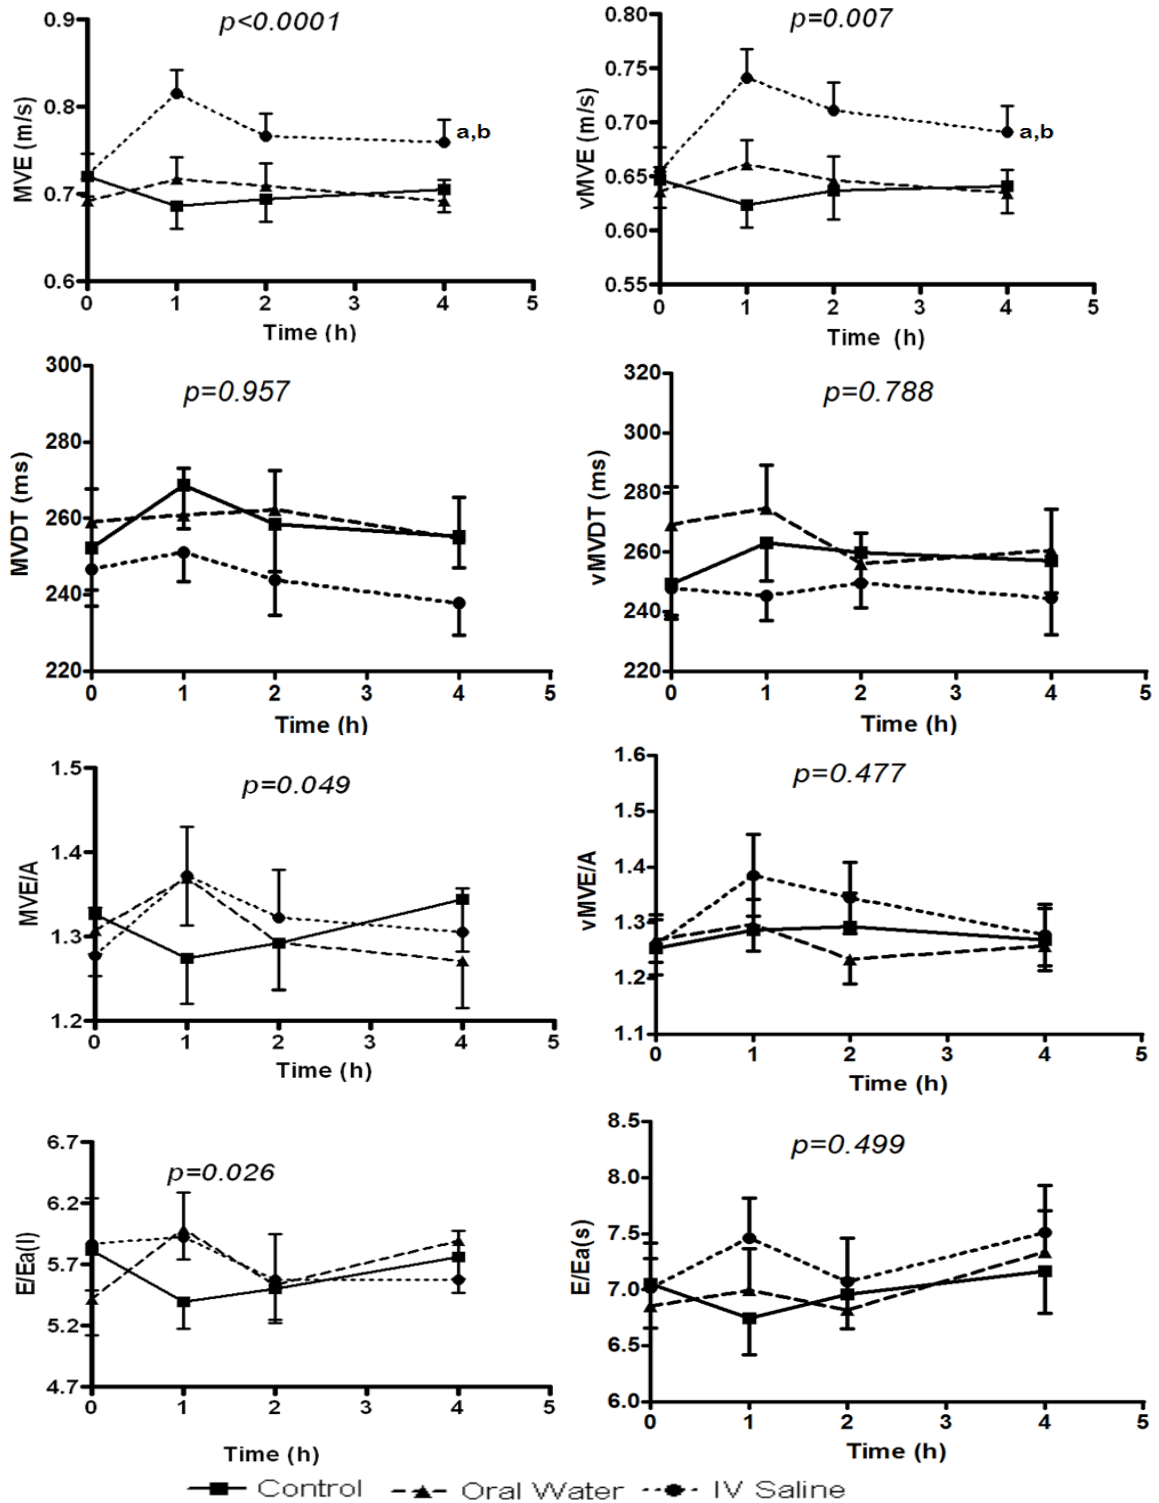 p<0.0001
0.9
0.8
0.7
0.6
MVE (m/s)
a,b
0 1 2 3 4 5
Time (h)
p=0.007
0.80
0.75
0.70
0.65
0.60
0.55
vMVE (m/s)
a,b
0 1 2 3 4 5
Time (h)
p=0.957
300
280
260
240
220
MVDT (ms)
0 1 2 3 4 5
Time (h)
p=0.788
320
300
280
260
240
220
vMVDT (ms)
0 1 2 3 4 5
Time (h)
p=0.049
1.5
1.4
1.3
1.2
MVE/A
0 1 2 3 4 5
Time (h)
p=0.477
1.6
1.5
1.4
1.3
1.2
1.1
vMVE/A
0 1 2 3 4 5
Time (h)
p=0.026
6.7
6.2
5.7
5.2
4.7
E/Ea(l)
0 1 2 3 4 5
Time (h)
p=0.499
8.5
8.0
7.5
7.0
6.5
6.0
E/Ea(s)
0 1 2 3 4 5
Time (h)
Control Oral Water IV Saline